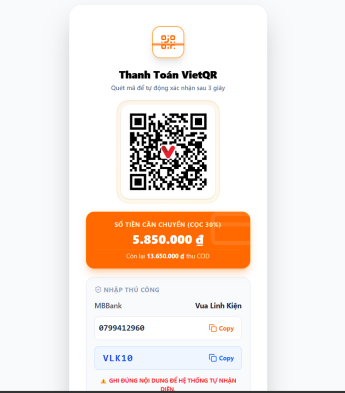 Thanh Toán VietQR
Quét mã để tự động xác nhận sau 3 giây
SỐ TIỀN CẦN CHUYỂN (CỌC 30%)
5.850.000 đ
Còn lại 13.650.000 đ thu COD
NHẬP THỦ CÔNG
MBBank Vua Linh Kiện
0799412960 Copy
VLK10 Copy
⚠ GHI ĐÚNG NỘI DUNG ĐỂ HỆ THỐNG TỰ NHẬN
DIỆN.